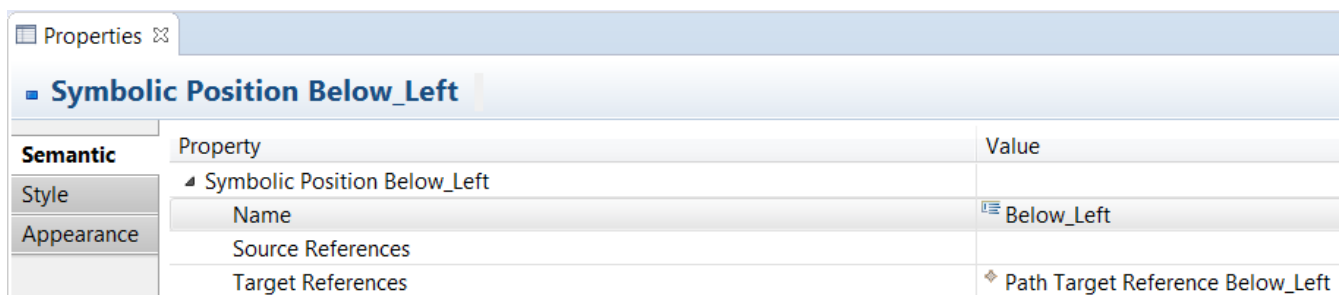 Properties
Symbolic Position Below_Left
Semantic Property Value
Symbolic Position Below_Left
Style
Name Below_Left
Appearance
Source References
Target References Path Target Reference Below_Left